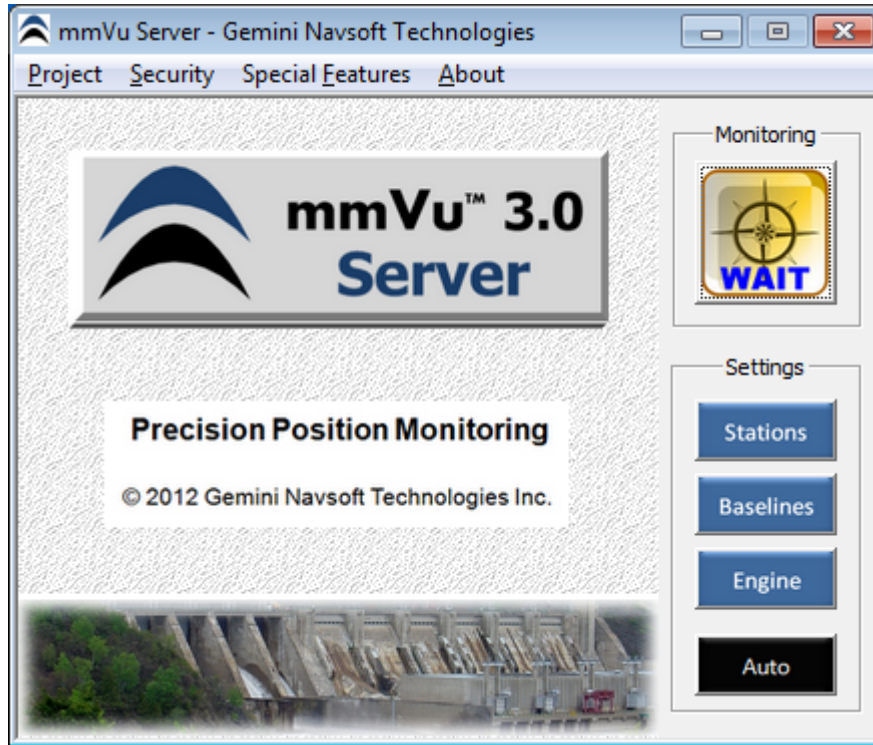 mmVu Server - Gemini Navsoft Technologies
Project Security Special Features About
mmVu™ 3.0
Server
Precision Position Monitoring
© 2012 Gemini Navsoft Technologies Inc.
Monitoring
WAIT
Settings
Stations
Baselines
Engine
Auto